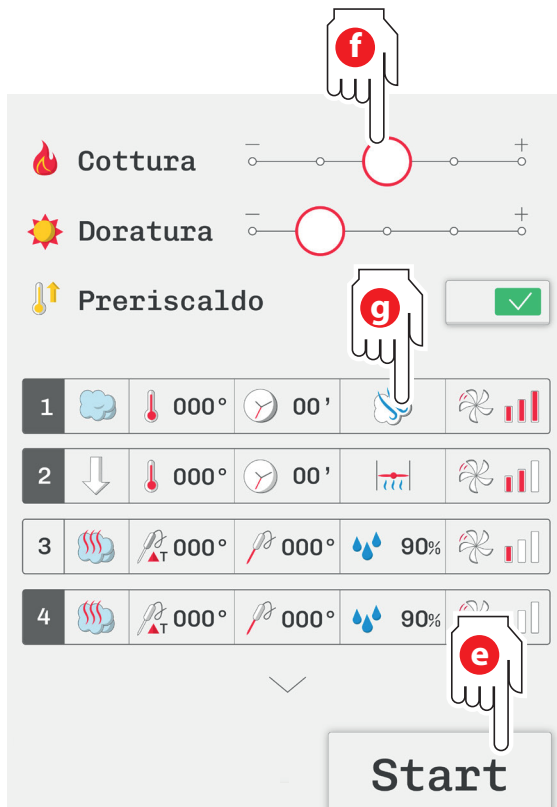 f
− +
Cottura
− +
Doratura
Preriscaldo
g
1 000° 00'
2 000° 00'
3 T 000° 000° 90%
4 T 000° 000° 90%
e
Start